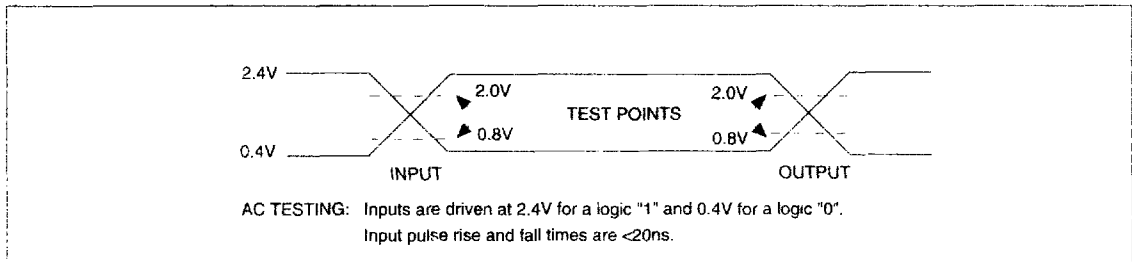 2.4V
2.0V 2.0V
TEST POINTS
0.8V 0.8V
0.4V
INPUT OUTPUT
AC TESTING: Inputs are driven at 2.4V for a logic "1" and 0.4V for a logic "0".
Input pulse rise and fall times are <20ns.